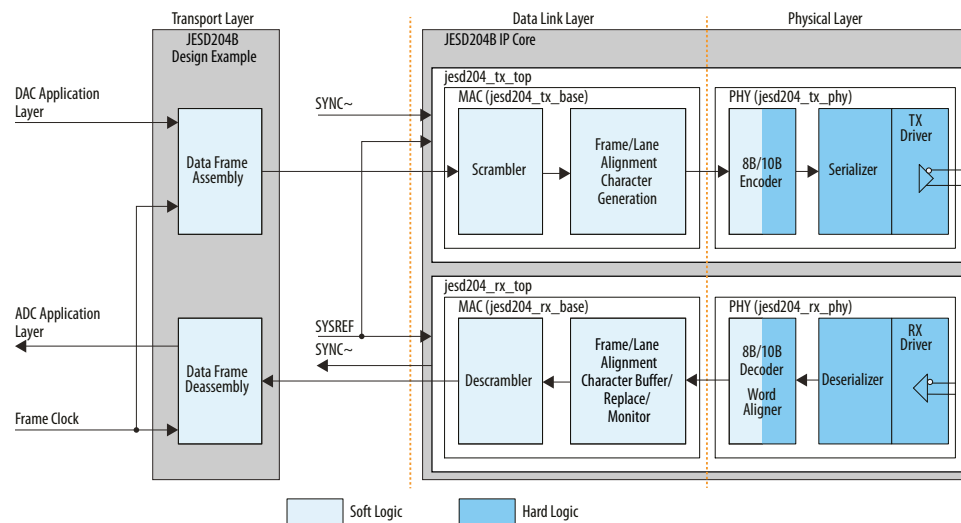 Transport Layer
Data Link Layer
Physical Layer
JESD204B
Design Example
JESD204B IP Core
jesd204_tx_top
DAC Application
Layer
SYNC~
MAC (jesd204_tx_base)
PHY (jesd204_tx_phy)
Data Frame
Assembly
Scrambler
Frame/Lane
Alignment
Character
Generation
8B/10B
Encoder
Serializer
TX
Driver
jesd204_rx_top
ADC Application
Layer
SYSREF
SYNC~
MAC (jesd204_rx_base)
PHY (jesd204_rx_phy)
Data Frame
Deassembly
Descrambler
Frame/Lane
Alignment
Character Buffer/
Replace/
Monitor
8B/10B
Decoder
Word
Aligner
Deserializer
RX
Driver
Frame Clock
Soft Logic
Hard Logic